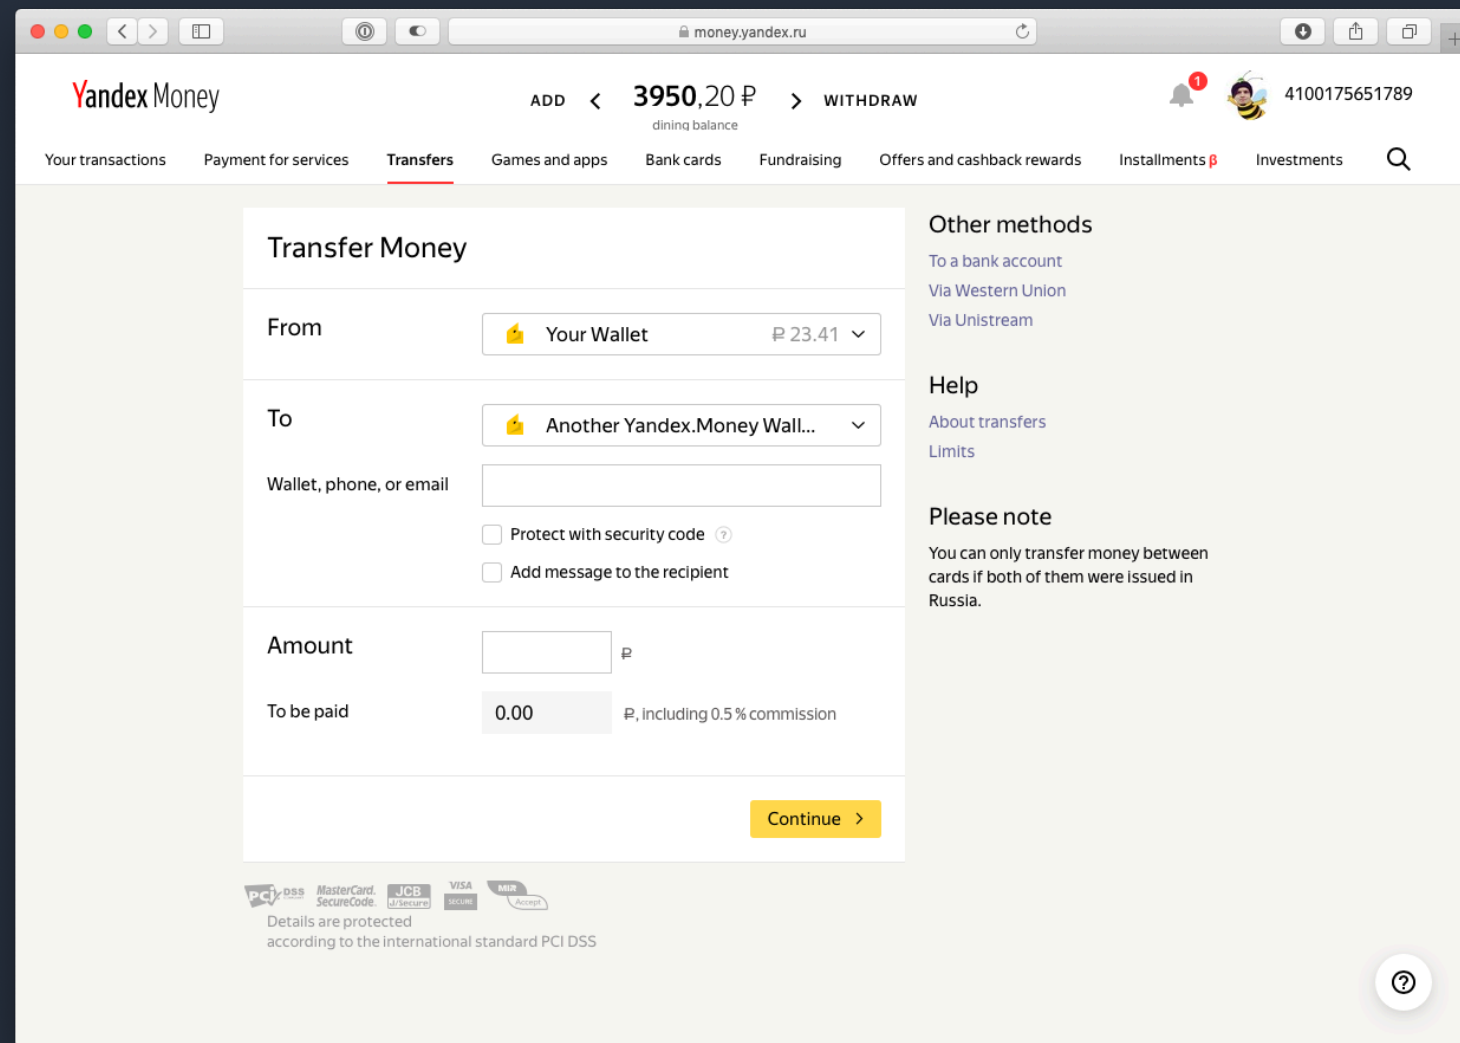 money.yandex.ru
Yandex Money
ADD
3950,20 ₽
WITHDRAW
dining balance
1
4100175651789
Your transactions
Payment for services
Transfers
Games and apps
Bank cards
Fundraising
Offers and cashback rewards
Installments β
Investments
Transfer Money
From
Your Wallet
₽ 23.41
To
Another Yandex.Money Wall...
Wallet, phone, or email
Protect with security code ?
Add message to the recipient
Amount
₽
To be paid
0.00
₽, including 0.5 % commission
Continue
Other methods
To a bank account
Via Western Union
Via Unistream
Help
About transfers
Limits
Please note
You can only transfer money between
cards if both of them were issued in
Russia.
PCI DSS
MasterCard.
SecureCode.
JCB
J/Secure
VISA
SECURE
MIR
Accept
Details are protected
according to the international standard PCI DSS
?